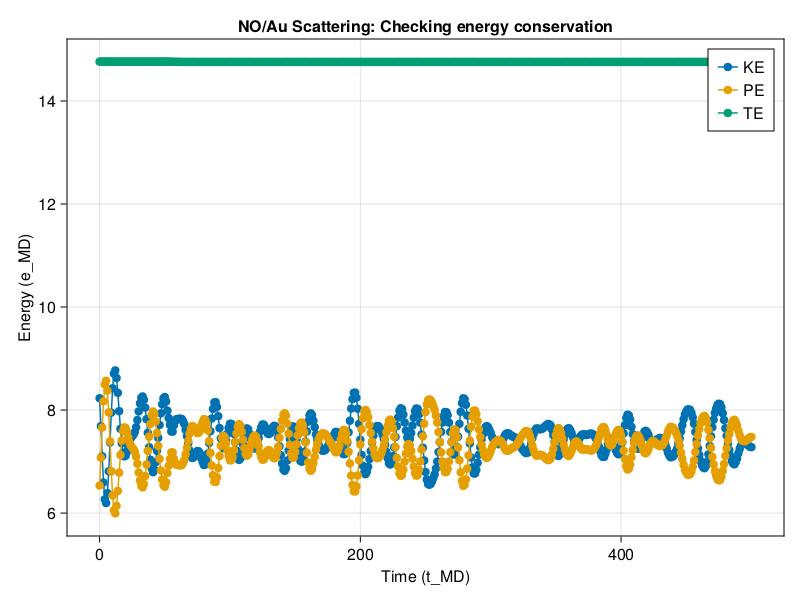 NO/Au Scattering: Checking energy conservation
KE
PE
TE
14
12
10
8
6
Energy (e_MD)
0
200
400
Time (t_MD)